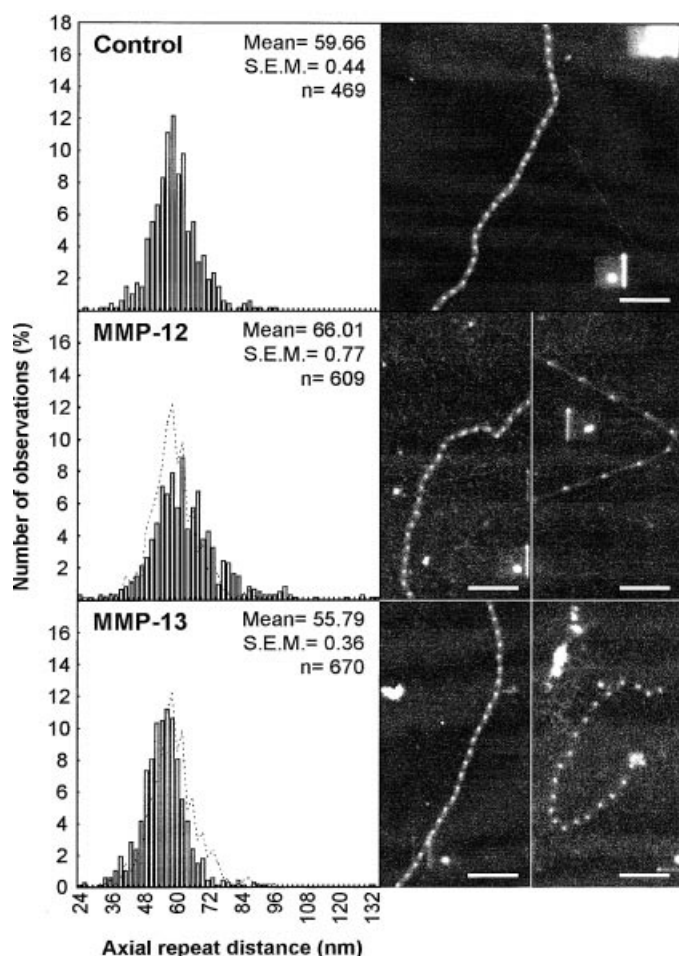 18
Control
Mean= 59.66
S.E.M.= 0.44
n= 469
16
14
12
10
8
6
4
2
MMP-12
Mean= 66.01
S.E.M.= 0.77
n= 609
16
14
12
10
8
6
4
2
MMP-13
Mean= 55.79
S.E.M.= 0.36
n= 670
16
14
12
10
8
6
4
2
0
Number of observations (%)
24 36 48 60 72 84 96 108 120 132
Axial repeat distance (nm)